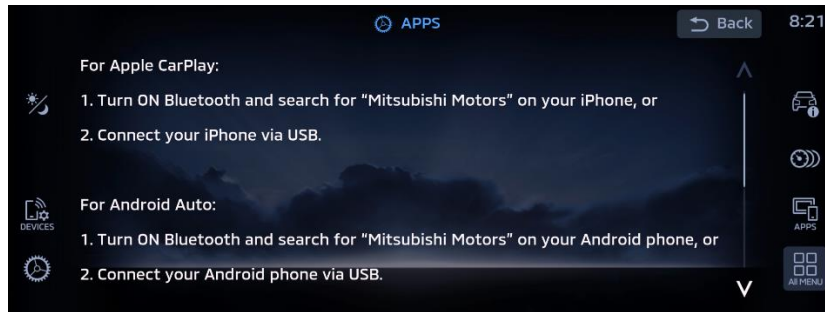 APPS
Back
8:21
For Apple CarPlay:
1. Turn ON Bluetooth and search for “Mitsubishi Motors” on your iPhone, or
2. Connect your iPhone via USB.
For Android Auto:
1. Turn ON Bluetooth and search for “Mitsubishi Motors” on your Android phone, or
2. Connect your Android phone via USB.
DEVICES
APPS
All MENU